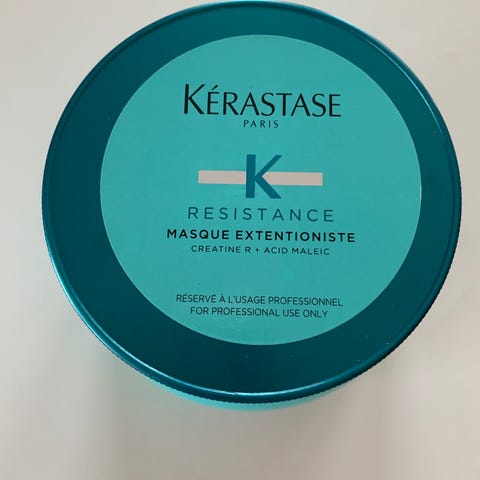 KÉRASTASE
PARIS
K
RESISTANCE
MASQUE EXTENTIONISTE
CREATINE R + ACID MALEIC
RÉSERVÉ À L'USAGE PROFESSIONNEL
FOR PROFESSIONAL USE ONLY